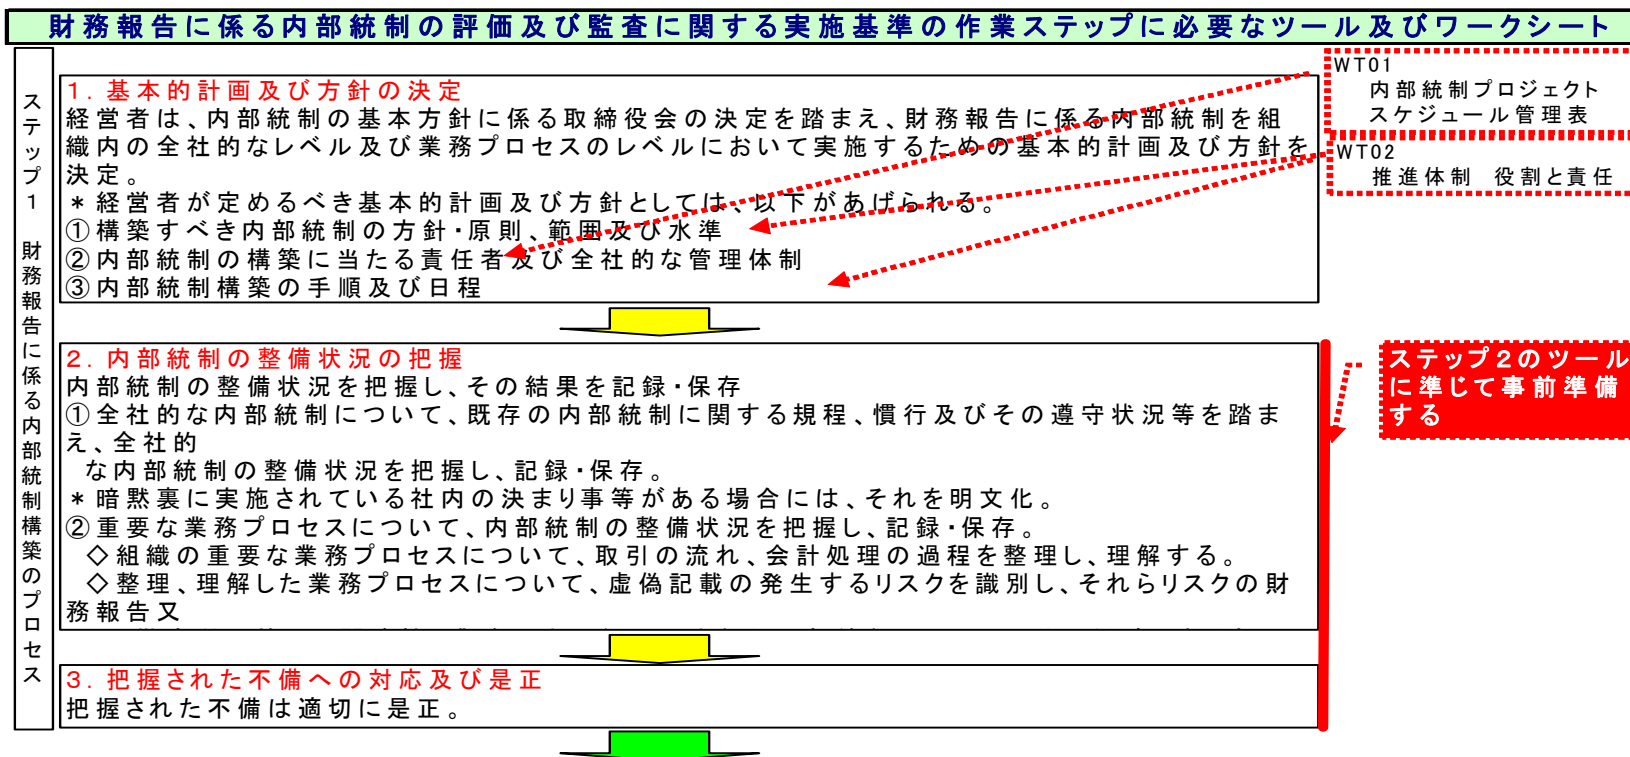 財務報告に係る内部統制の評価及び監査に関する実施基準の作業ステップに必要なツール及びワークシート
ステップ1 財務報告に係る内部統制構築のプロセス
1. 基本的計画及び方針の決定
経営者は、内部統制の基本方針に係る取締役会の決定を踏まえ、財務報告に係る内部統制を組
織内の全社的なレベル及び業務プロセスのレベルにおいて実施するための基本的計画及び方針を
決定。
*経営者が定めるべき基本的計画及び方針としては、以下があげられる。
①構築すべき内部統制の方針・原則、範囲及び水準
②内部統制の構築に当たる責任者及び全社的な管理体制
③内部統制構築の手順及び日程
WT01
内部統制プロジェクト
スケジュール管理表
WT02
推進体制 役割と責任
2. 内部統制の整備状況の把握
内部統制の整備状況を把握し、その結果を記録・保存
①全社的な内部統制について、既存の内部統制に関する規程、慣行及びその遵守状況等を踏ま
え、全社的
な内部統制の整備状況を把握し、記録・保存。
*暗黙裏に実施されている社内の決まり事等がある場合には、それを明文化。
②重要な業務プロセスについて、内部統制の整備状況を把握し、記録・保存。
◇組織の重要な業務プロセスについて、取引の流れ、会計処理の過程を整理し、理解する。
◇整理、理解した業務プロセスについて、虚偽記載の発生するリスクを識別し、それらリスクの財
務報告又
ステップ2のツール
に準じて事前準備
する
3. 把握された不備への対応及び是正
把握された不備は適切に是正。